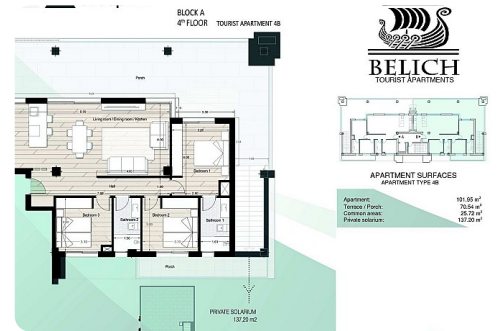 BLOCK A
4th FLOOR TOURIST APARTMENT 4B
BELICH
TOURIST APARTMENTS
Porch
Living room / Dining room / Kitchen
Bedroom 1
Hall
Bedroom 3
Bathroom 2
Bedroom 2
Bathroom 1
Porch
APARTMENT SURFACES
APARTMENT TYPE 4B
Apartment: 101.95 m²
Terrace / Porch: 70.54 m²
Common areas: 25.72 m²
Private solarium: 137.20 m²
PRIVATE SOLARIUM
137.20 m2